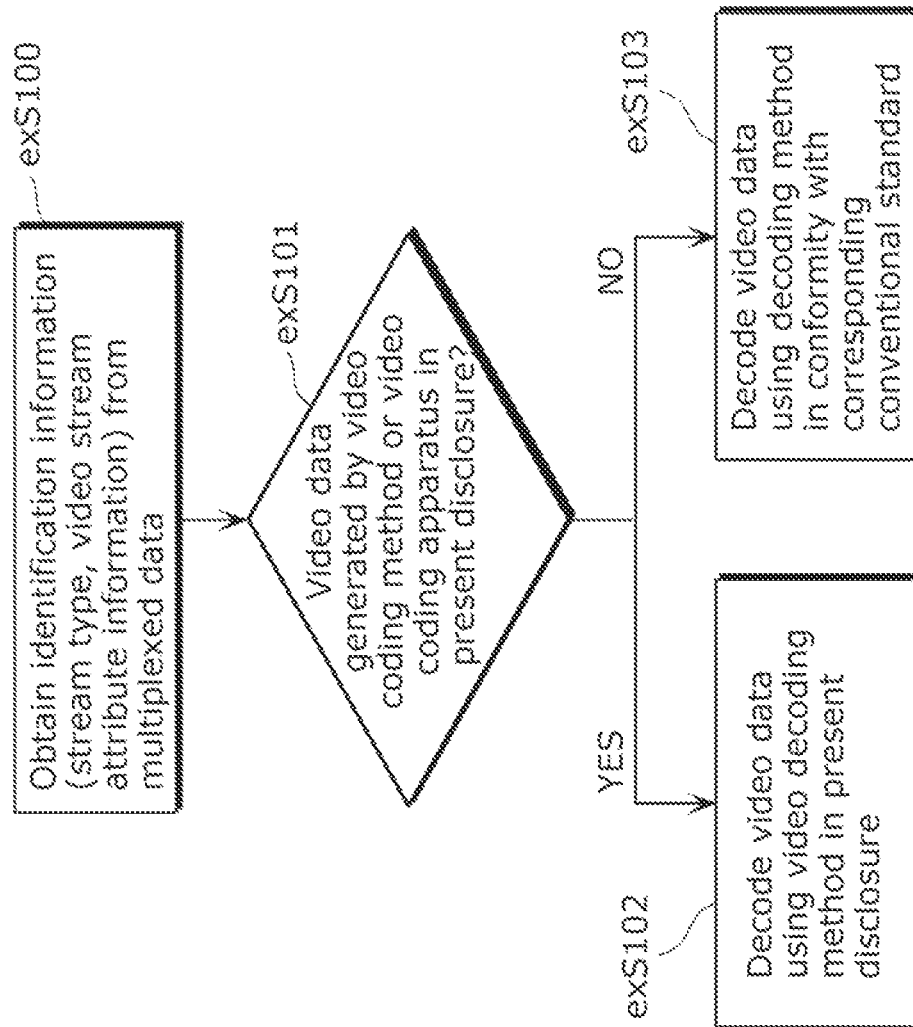 exS100
Obtain identification information
(stream type, video stream
attribute information) from
multiplexed data
exS101
Video data
generated by video
coding method or video
coding apparatus in
present disclosure?
YES
NO
exS102
Decode video data
using video decoding
method in present
disclosure
exS103
Decode video data
using decoding method
in conformity with
corresponding
conventional standard